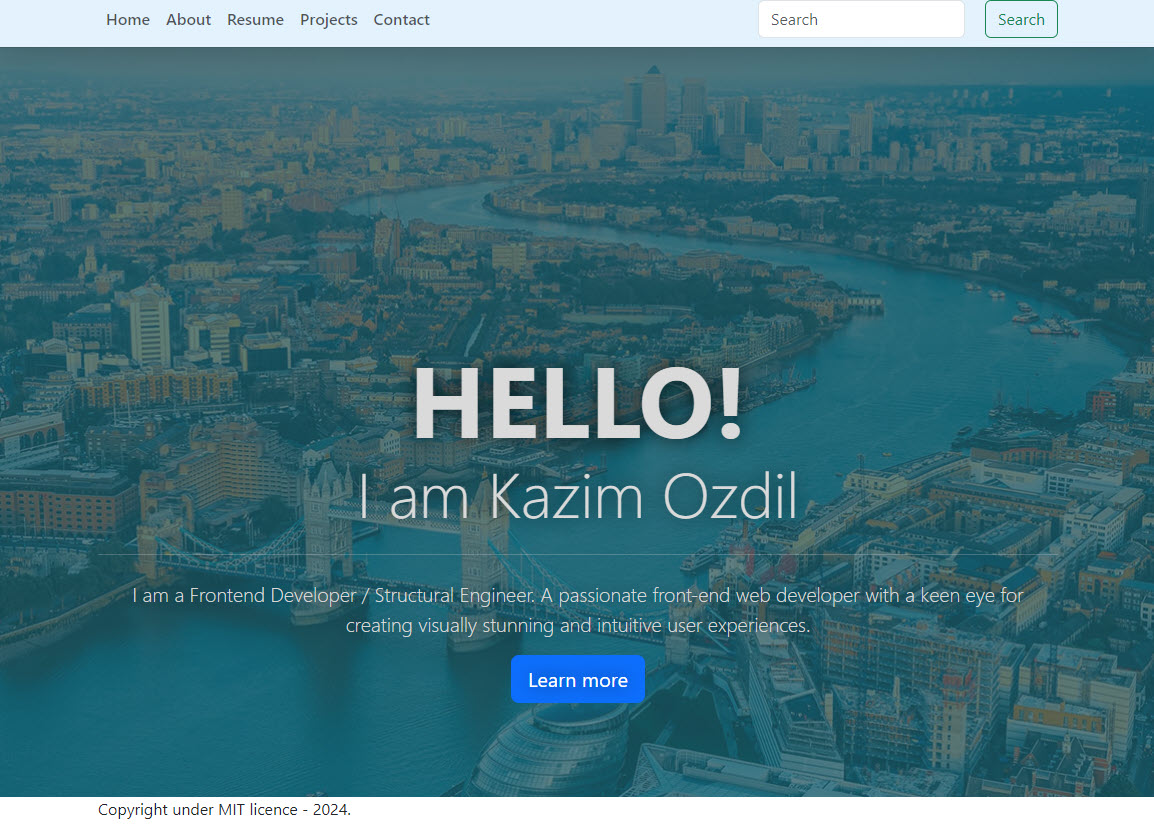 Home About Resume Projects Contact Search Search
HELLO!
I am Kazim Ozdil
I am a Frontend Developer / Structural Engineer. A passionate front-end web developer with a keen eye for
creating visually stunning and intuitive user experiences.
Learn more
Copyright under MIT licence - 2024.